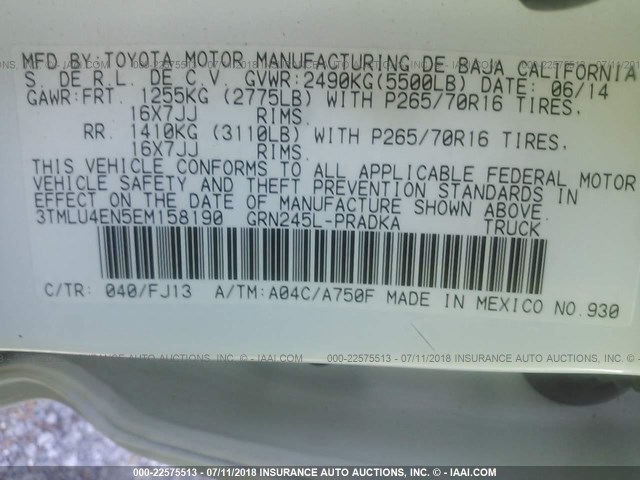 MFD BY:TOYOTA MOTOR MANUFACTURING DE BAJA CALIFORNIA
S. DE R.L. DE C.V. GVWR:2490KG(5500LB) DATE: 06/14
GAWR:FRT. 1255KG (2775LB) WITH P265/70R16 TIRES,
16X7JJ RIMS.
RR. 1410KG (3110LB) WITH P265/70R16 TIRES,
16X7JJ RIMS.
THIS VEHICLE CONFORMS TO ALL APPLICABLE FEDERAL MOTOR
VEHICLE SAFETY AND THEFT PREVENTION STANDARDS IN
EFFECT ON THE DATE OF MANUFACTURE SHOWN ABOVE.
3TMLU4EN5EM158190 GRN245L-PRADKA TRUCK
C/TR: 040/FJ13 A/TM:A04C/A750F MADE IN MEXICO NO.930
000-22575513 - 07/11/2018 INSURANCE AUTO AUCTIONS, INC. - © IAAI.COM
000-22575513 - 07/11/2018 INSURANCE AUTO AUCTIONS, INC. - © IAAI.COM